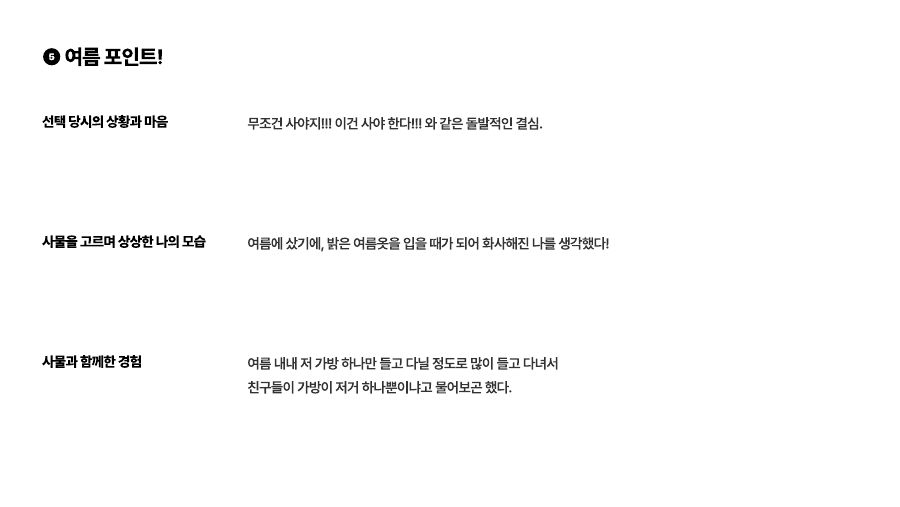 ❺ 여름 포인트!
선택 당시의 상황과 마음
무조건 사야지!!! 이건 사야 한다!!! 와 같은 돌발적인 결심.
사물을 고르며 상상한 나의 모습
여름에 샀기에, 밝은 여름옷을 입을 때가 되어 화사해진 나를 생각했다!
사물과 함께한 경험
여름 내내 저 가방 하나만 들고 다닐 정도로 많이 들고 다녀서
친구들이 가방이 저거 하나뿐이냐고 물어보곤 했다.